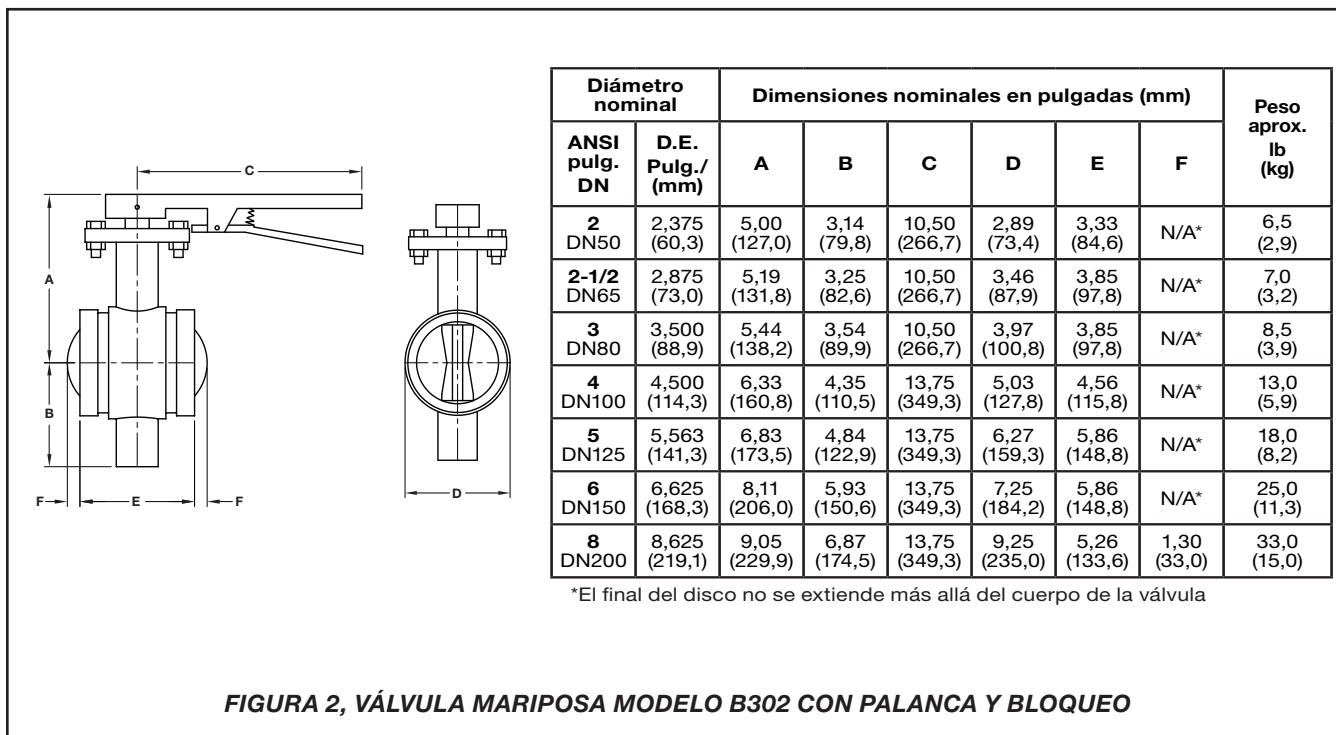 C
A
B
F
E
F
D
Diámetro nominal Dimensiones nominales en pulgadas (mm) Peso aprox. lb (kg)
ANSI pulg. DN D.E. Pulg./ (mm) A B C D E F
2 DN50 2,375 (60,3) 5,00 (127,0) 3,14 (79,8) 10,50 (266,7) 2,89 (73,4) 3,33 (84,6) N/A* 6,5 (2,9)
2-1/2 DN65 2,875 (73,0) 5,19 (131,8) 3,25 (82,6) 10,50 (266,7) 3,46 (87,9) 3,85 (97,8) N/A* 7,0 (3,2)
3 DN80 3,500 (88,9) 5,44 (138,2) 3,54 (89,9) 10,50 (266,7) 3,97 (100,8) 3,85 (97,8) N/A* 8,5 (3,9)
4 DN100 4,500 (114,3) 6,33 (160,8) 4,35 (110,5) 13,75 (349,3) 5,03 (127,8) 4,56 (115,8) N/A* 13,0 (5,9)
5 DN125 5,563 (141,3) 6,83 (173,5) 4,84 (122,9) 13,75 (349,3) 6,27 (159,3) 5,86 (148,8) N/A* 18,0 (8,2)
6 DN150 6,625 (168,3) 8,11 (206,0) 5,93 (150,6) 13,75 (349,3) 7,25 (184,2) 5,86 (148,8) N/A* 25,0 (11,3)
8 DN200 8,625 (219,1) 9,05 (229,9) 6,87 (174,5) 13,75 (349,3) 9,25 (235,0) 5,26 (133,6) 1,30 (33,0) 33,0 (15,0)
*El final del disco no se extiende más allá del cuerpo de la válvula
FIGURA 2, VÁLVULA MARIPOSA MODELO B302 CON PALANCA Y BLOQUEO